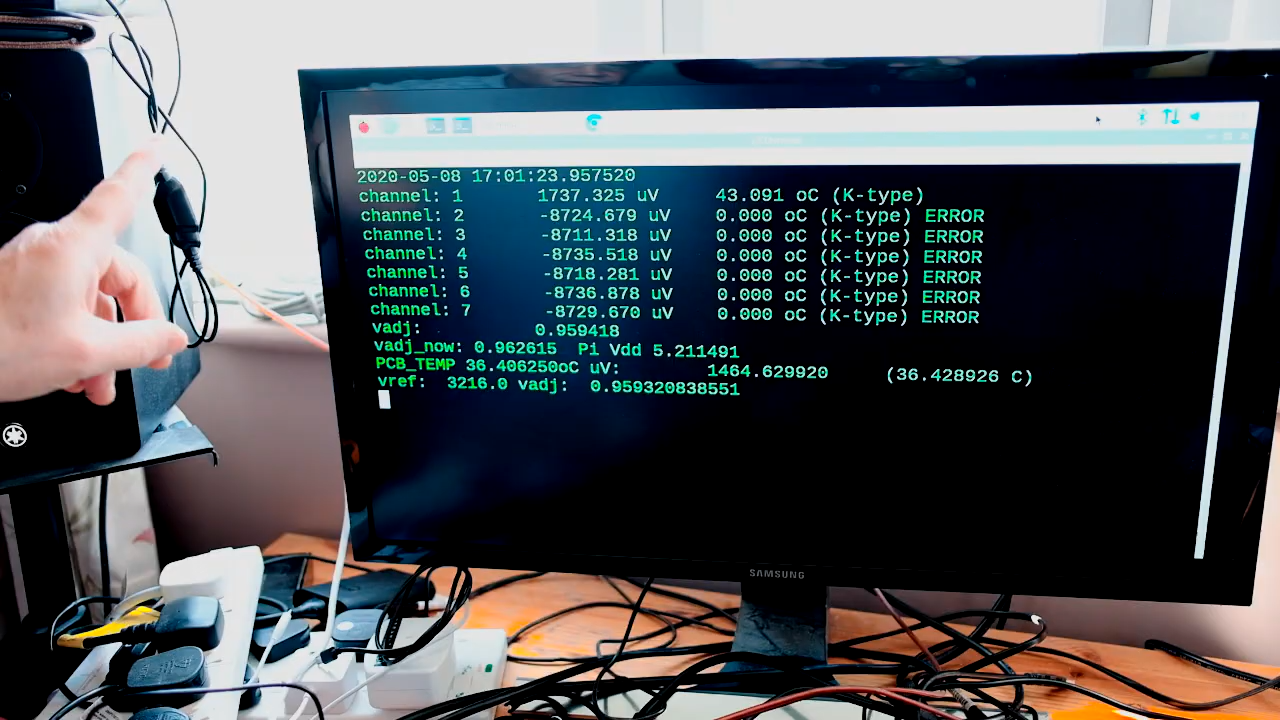 2020-05-08 17:01:23.957520
channel: 1 1737.325 uV 43.091 oC (K-type)
channel: 2 -8724.679 uV 0.000 oC (K-type) ERROR
channel: 3 -8711.318 uV 0.000 oC (K-type) ERROR
channel: 4 -8735.518 uV 0.000 oC (K-type) ERROR
channel: 5 -8718.281 uV 0.000 oC (K-type) ERROR
channel: 6 -8736.878 uV 0.000 oC (K-type) ERROR
channel: 7 -8729.670 uV 0.000 oC (K-type) ERROR
vadj: 0.959418
vadj_now: 0.962615 Pi Vdd 5.211491
PCB_TEMP 36.406250oC uV: 1464.629920 (36.428926 C)
vref: 3216.0 vadj: 0.959320838551
SAMSUNG